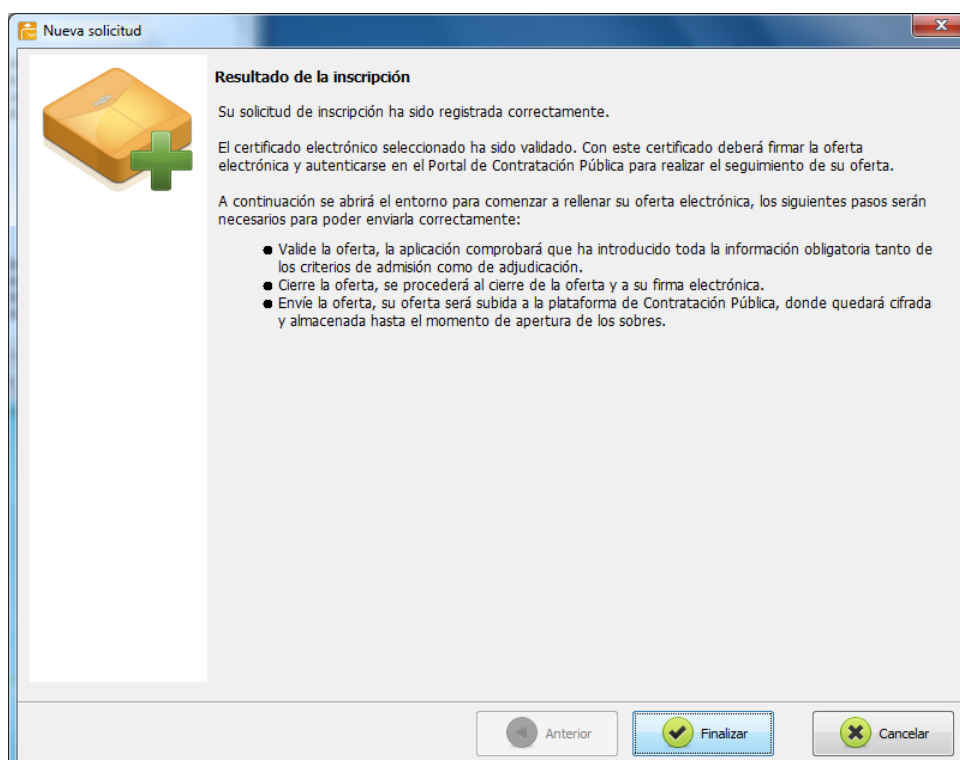 Nueva solicitud
Resultado de la inscripción
Su solicitud de inscripción ha sido registrada correctamente.
El certificado electrónico seleccionado ha sido validado. Con este certificado deberá firmar la oferta
electrónica y autenticarse en el Portal de Contratación Pública para realizar el seguimiento de su oferta.
A continuación se abrirá el entorno para comenzar a rellenar su oferta electrónica, los siguientes pasos serán
necesarios para poder enviarla correctamente:
● Valide la oferta, la aplicación comprobará que ha introducido toda la información obligatoria tanto de
los criterios de admisión como de adjudicación.
● Cierre la oferta, se procederá al cierre de la oferta y a su firma electrónica.
● Envíe la oferta, su oferta será subida a la plataforma de Contratación Pública, donde quedará cifrada
y almacenada hasta el momento de apertura de los sobres.
Anterior
Finalizar
Cancelar